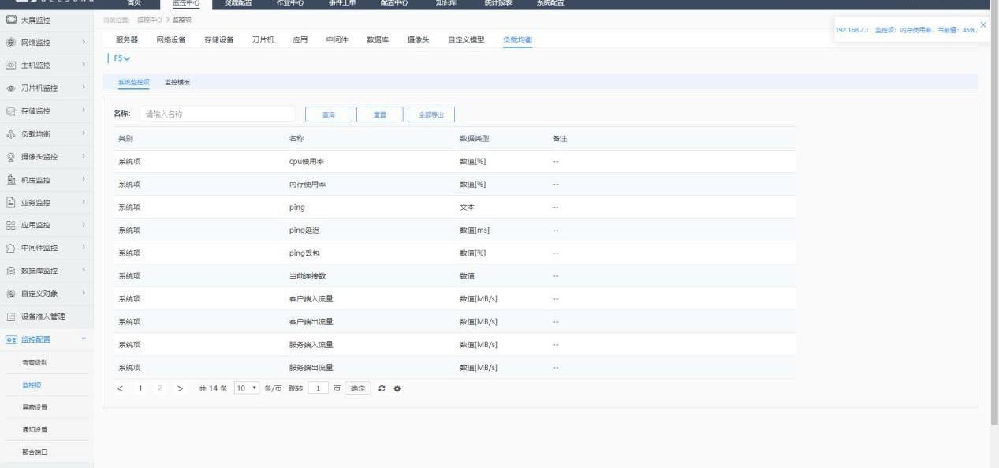 首页 监控中心 资源配置 作业中心 事件工单 配置中心 知识库 统计报表 系统配置
当前位置: 监控中心 > 监控项
192.168.2.1, 监控项: 内存使用率, 当前值: 45%,
大屏监控
网络监控
主机监控
刀片机监控
存储监控
负载均衡
摄像头监控
机房监控
业务监控
应用监控
中间件监控
数据库监控
自定义对象
设备准入管理
监控配置
告警级别
监控项
屏蔽设置
通知设置
聚合端口
服务器 网络设备 存储设备 刀片机 应用 中间件 数据库 摄像头 自定义模型 负载均衡
F5
系统监控项 监控模板
名称: 请输入名称 查询 重置 全部导出
类别 名称 数据类型 备注
系统项 cpu使用率 数值[%] --
系统项 内存使用率 数值[%] --
系统项 ping 文本 --
系统项 ping延迟 数值[ms] --
系统项 ping丢包 数值[%] --
系统项 当前连接数 数值 --
系统项 客户端入流量 数值[MB/s] --
系统项 客户端出流量 数值[MB/s] --
系统项 服务端入流量 数值[MB/s] --
系统项 服务端出流量 数值[MB/s] --
< 1 2 > 共 14 条 10 条/页 跳转 1 页 确定